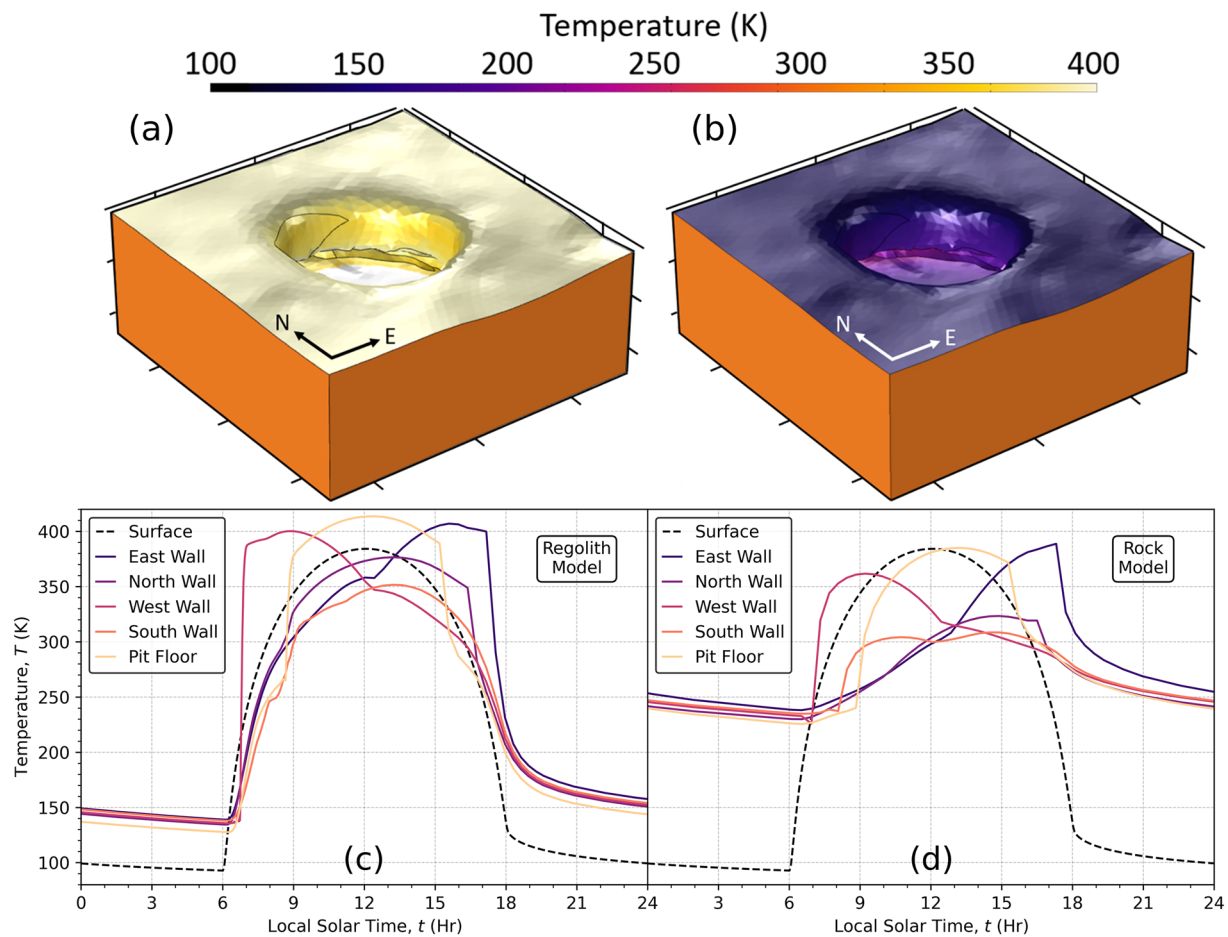 Temperature (K)
100 150 200 250 300 350 400
(a)
(b)
N
E
N
E
400
350
300
250
200
150
100
Temperature, T (K)
Surface
East Wall
North Wall
West Wall
South Wall
Pit Floor
Regolith
Model
(c)
0 3 6 9 12 15 18 21 24
Local Solar Time, t (Hr)
Surface
East Wall
North Wall
West Wall
South Wall
Pit Floor
Rock
Model
(d)
3 6 9 12 15 18 21 24
Local Solar Time, t (Hr)